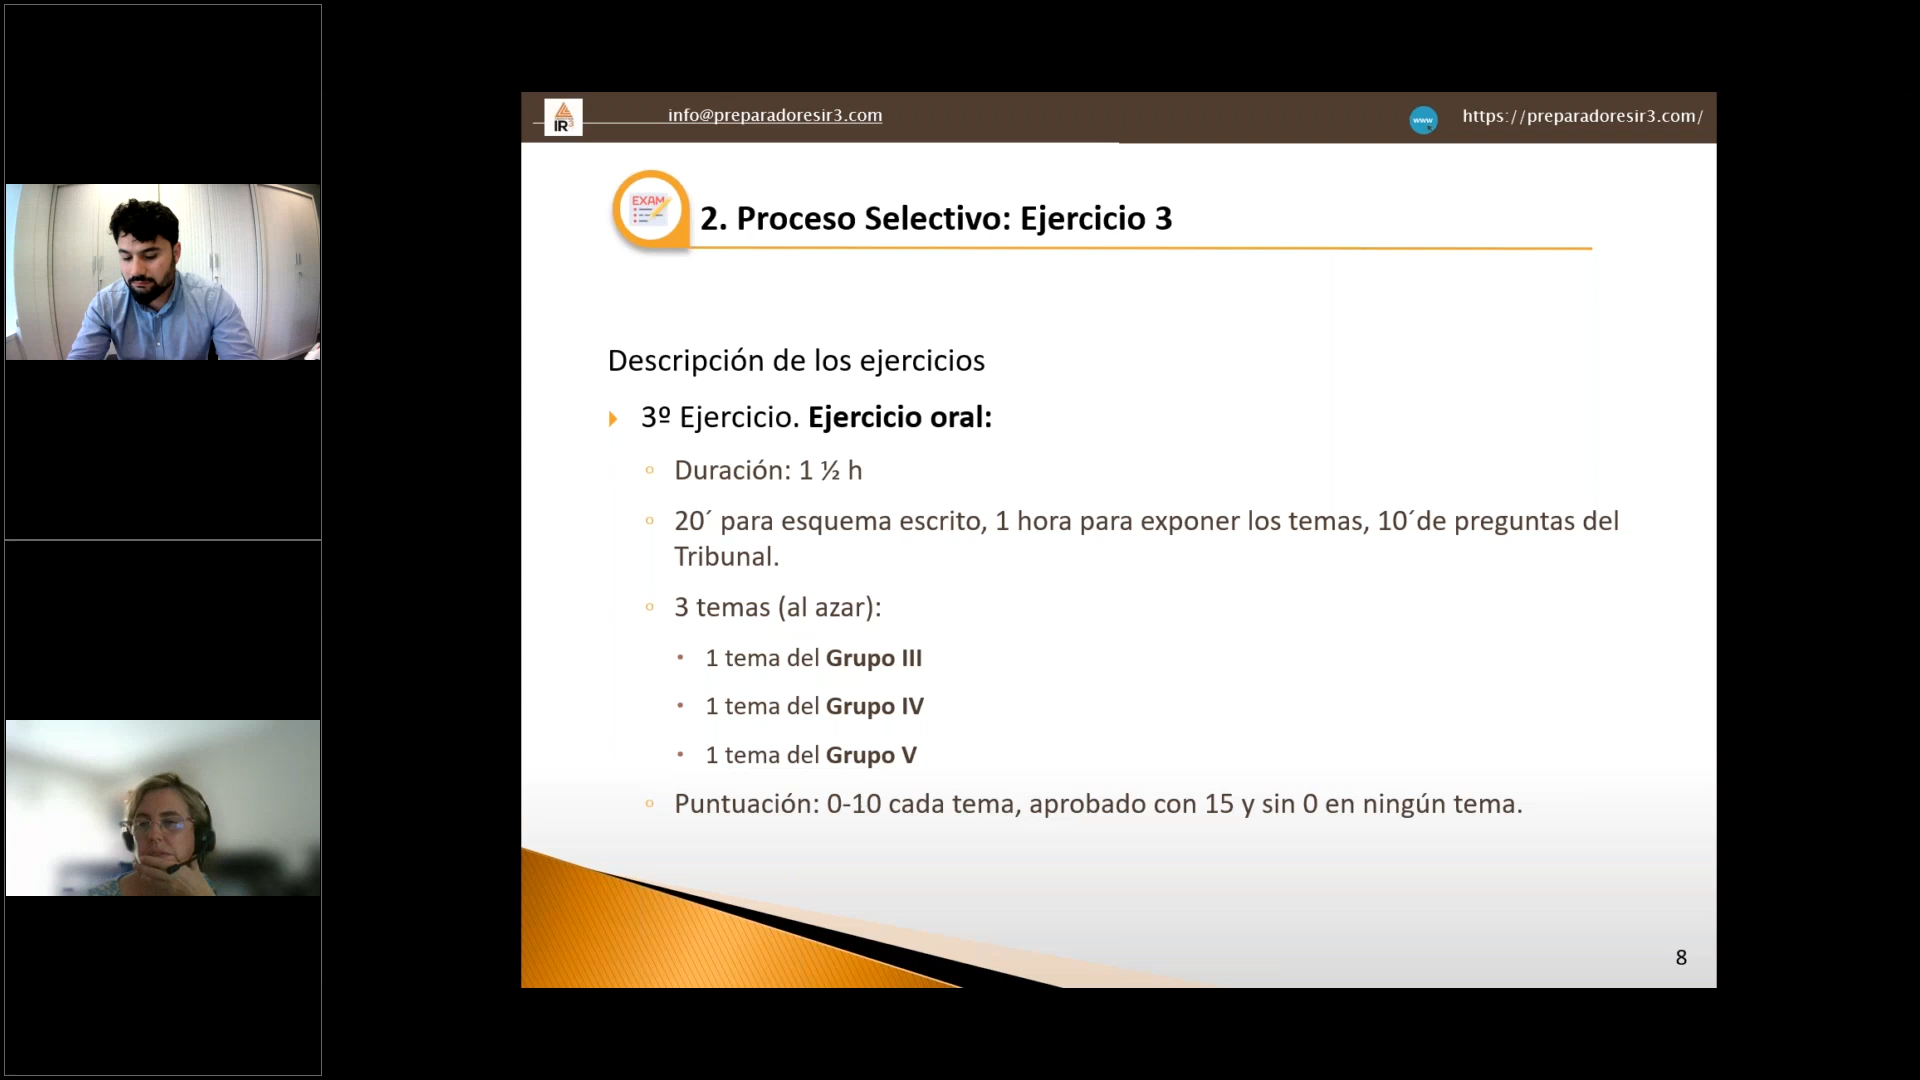 IR3
info@preparadoresir3.com
www
https://preparadoresir3.com/
EXAM
2. Proceso Selectivo: Ejercicio 3
Descripción de los ejercicios
3º Ejercicio. Ejercicio oral:
Duración: 1 ½ h
20´ para esquema escrito, 1 hora para exponer los temas, 10´de preguntas del
Tribunal.
3 temas (al azar):
1 tema del Grupo III
1 tema del Grupo IV
1 tema del Grupo V
Puntuación: 0-10 cada tema, aprobado con 15 y sin 0 en ningún tema.
8